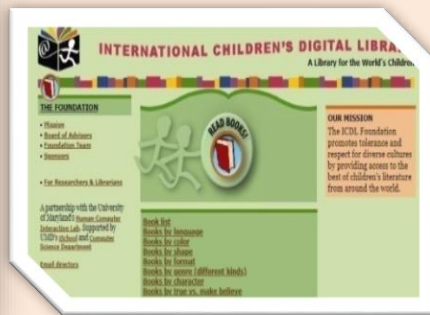 INTERNATIONAL CHILDREN'S DIGITAL
A Library for the World's Children
THE FOUNDATION
• Mission
• Board of Advisors
• Foundation Team
• Sponsors
• For Researchers & Librarians
A partnership with the University
of Maryland's Human Computer
Interaction Lab. Supported by
UMD's iSchool and Computer
Science Department
Email directors
READ BOOKS!
Book list
Books by language
Books by color
Books by shape
Books by format
Books by genre (different kinds)
Books by character
Books by true vs. make believe
OUR MISSION
The ICDL Foundation
promotes tolerance and
respect for diverse cultures
by providing access to the
best of children's literature
from around the world.